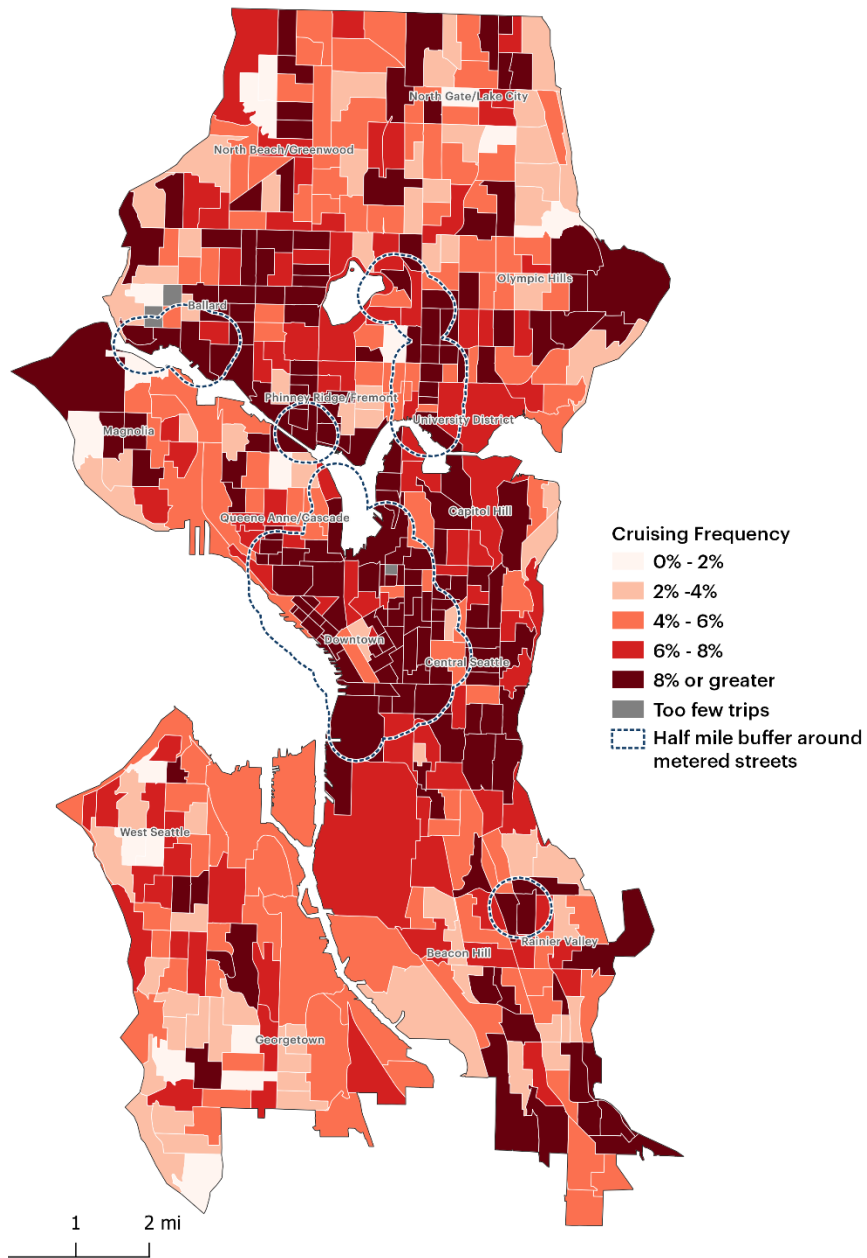 North Gate/Lake City
North Beach/Greenwood
Olympic Hills
Ballard
Phinney Ridge/Fremont
University District
Magnolia
Capitol Hill
Queene Anne/Cascade
Downtown
Central Seattle
Cruising Frequency
0% - 2%
2% -4%
4% - 6%
6% - 8%
8% or greater
Too few trips
Half mile buffer around
metered streets
West Seattle
Rainier Valley
Beacon Hill
Georgetown
1 2 mi